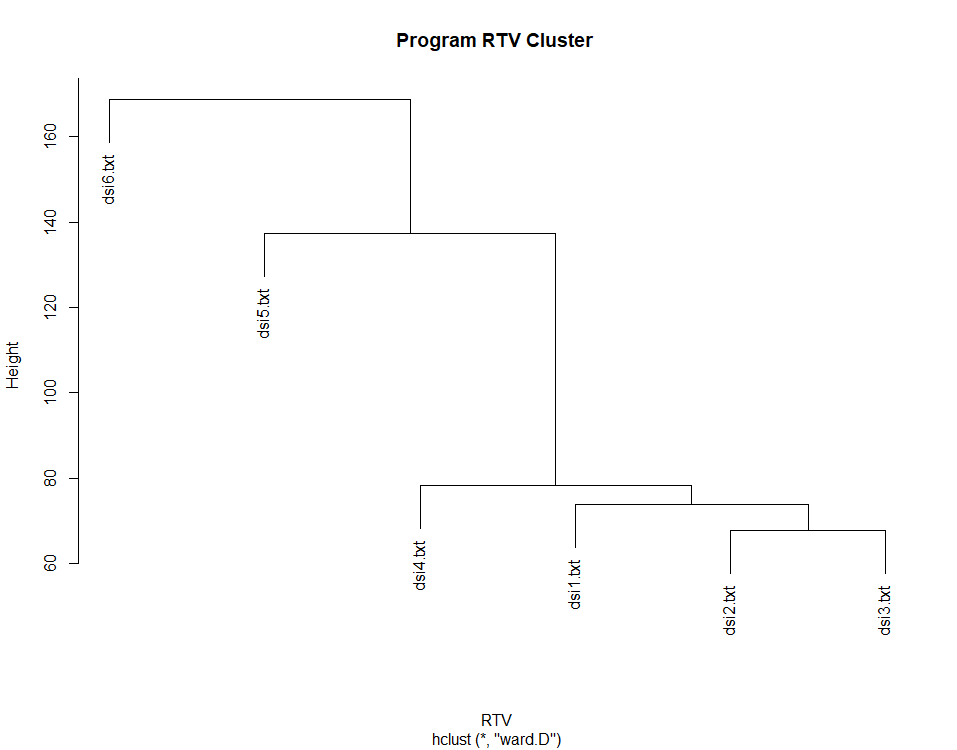 Program RTV Cluster
Height
160
140
120
100
80
60
dsi6.txt
dsi5.txt
dsi4.txt
dsi1.txt
dsi2.txt
dsi3.txt
RTV
hclust (*, "ward.D")